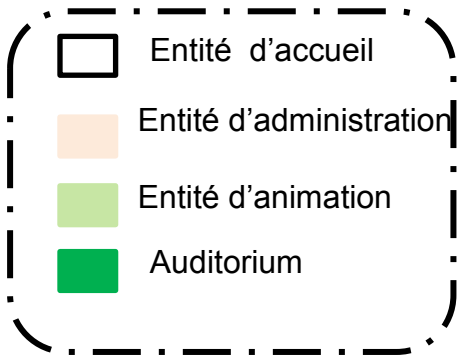 Entité d’accueil
Entité d’administration
Entité d’animation
Auditorium